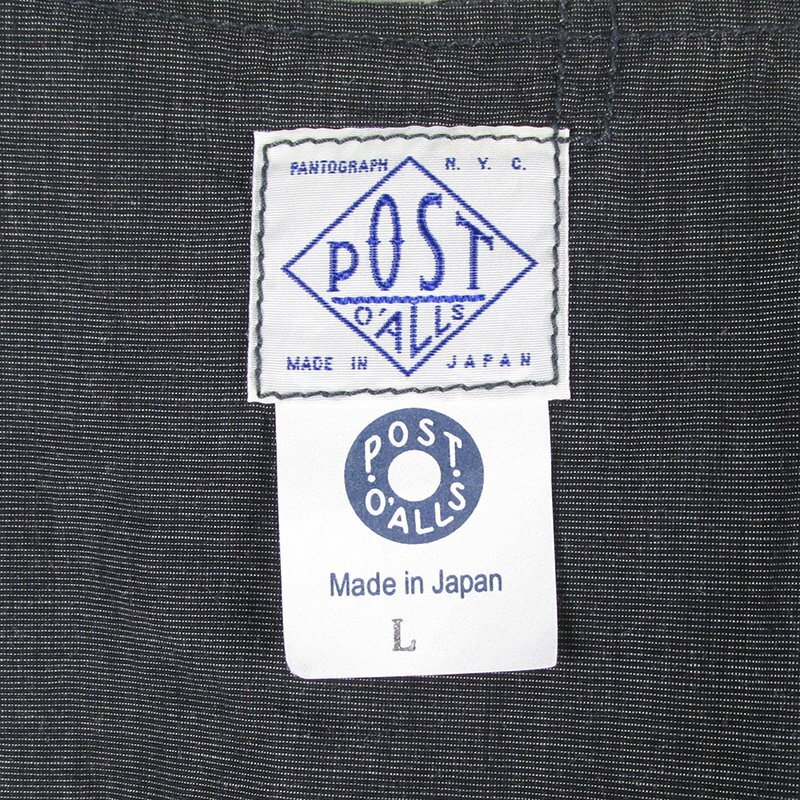 PANTOGRAPH N. Y. C.
POST
O'ALLS
MADE IN JAPAN
POST
O'ALLS
Made in Japan
L